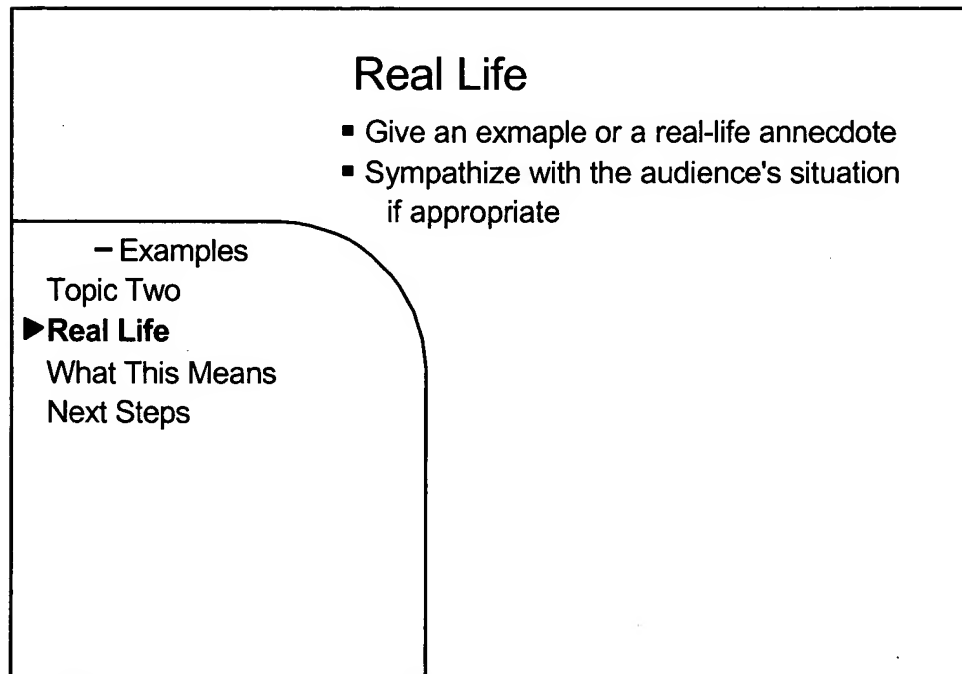 Real Life
▪ Give an exmaple or a real-life annecdote
▪ Sympathize with the audience's situation
if appropriate
– Examples
Topic Two
▶Real Life
What This Means
Next Steps